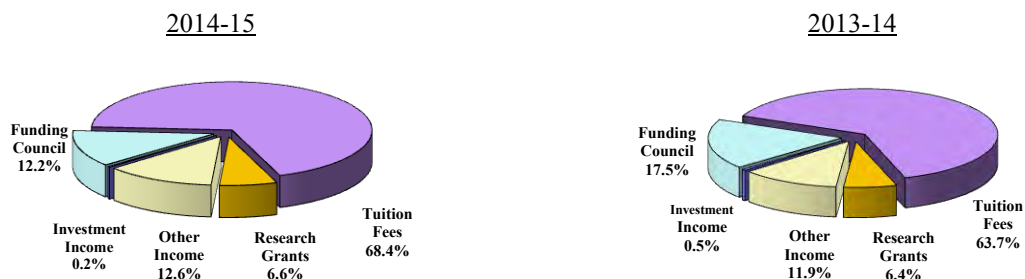 2014-15
Funding
Council
12.2%
Investment
Income
0.2%
Other
Income
12.6%
Research
Grants
6.6%
Tuition
Fees
68.4%
2013-14
Funding
Council
17.5%
Investment
Income
0.5%
Other
Income
11.9%
Research
Grants
6.4%
Tuition
Fees
63.7%